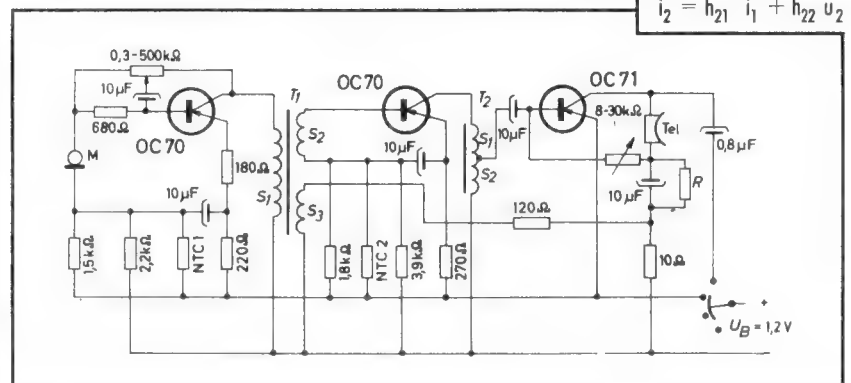 i₂ = h₂₁ i₁ + h₂₂ u₂
0,3-500kΩ
10µF
680Ω
OC70
M
180Ω
10µF
1,5kΩ
2,2kΩ
NTC 1
220Ω
T₁
S₁
S₂
S₃
OC70
10µF
1,8kΩ
NTC 2
3,9kΩ
270Ω
T₂
S₁
S₂
10µF
OC71
8-30kΩ
Tel
10µF
R
0,8µF
120Ω
10Ω
+
U_B = 1,2V